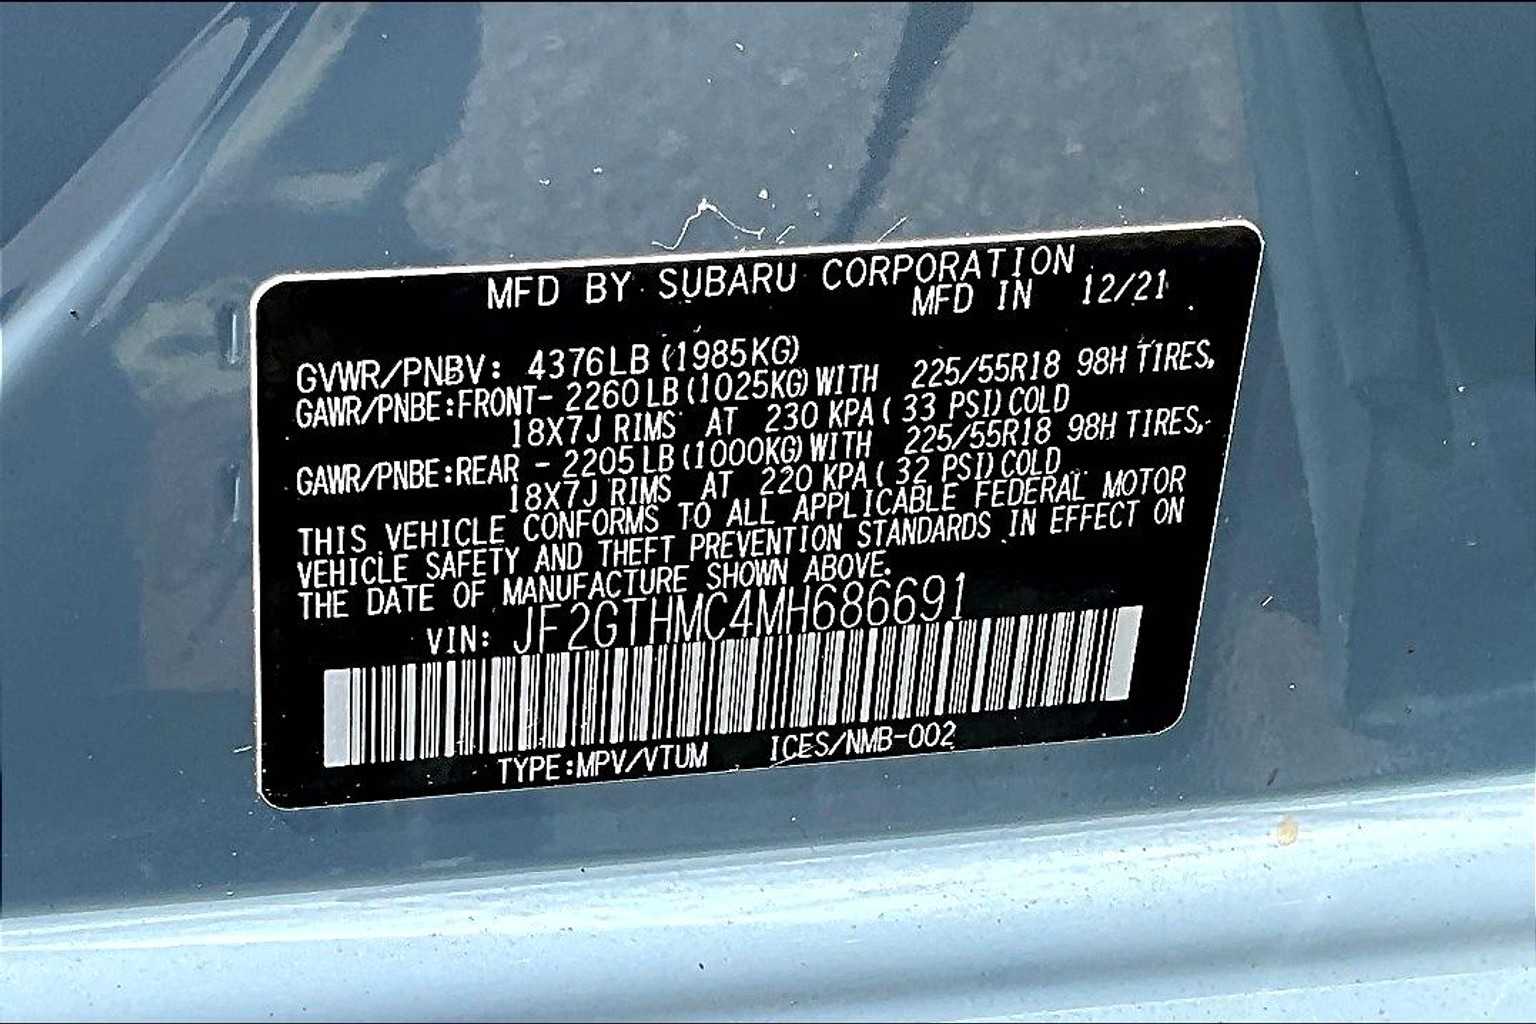 MFD BY SUBARU CORPORATION
MFD IN 12/21
GVWR/PNBV: 4376LB (1985KG)
GAWR/PNBE:FRONT- 2260 LB (1025KG) WITH 225/55R18 98H TIRES,
18X7J RIMS AT 230 KPA ( 33 PSI) COLD
GAWR/PNBE:REAR - 2205 LB (1000KG) WITH 225/55R18 98H TIRES,
18X7J RIMS AT 220 KPA ( 32 PSI) COLD
THIS VEHICLE CONFORMS TO ALL APPLICABLE FEDERAL MOTOR
VEHICLE SAFETY AND THEFT PREVENTION STANDARDS IN EFFECT ON
THE DATE OF MANUFACTURE SHOWN ABOVE.
VIN: JF2GTHMC4MH686691
TYPE:MPV/VTUM ICES/NMB-002